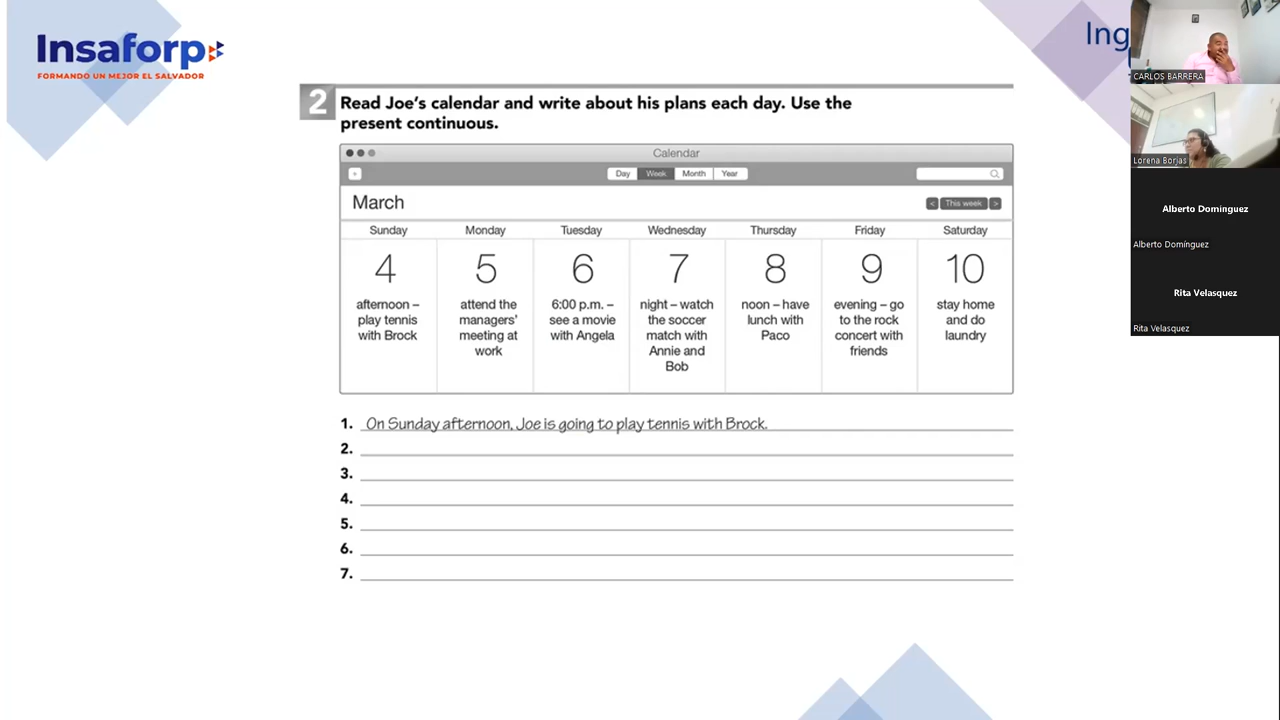 Insaforp
FORMANDO UN MEJOR EL SALVADOR
Ing
2 Read Joe's calendar and write about his plans each day. Use the
present continuous.
Calendar
+ Day Week Month Year
March
< This week >
Sunday Monday Tuesday Wednesday Thursday Friday Saturday
4 5 6 7 8 9 10
afternoon –
play tennis
with Brock
attend the
managers'
meeting at
work
6:00 p.m. –
see a movie
with Angela
night – watch
the soccer
match with
Annie and
Bob
noon – have
lunch with
Paco
evening – go
to the rock
concert with
friends
stay home
and do
laundry
1. On Sunday afternoon, Joe is going to play tennis with Brock.
2.
3.
4.
5.
6.
7.
CARLOS BARRERA
Lorena Borjas
Alberto Domínguez
Alberto Domínguez
Rita Velasquez
Rita Velasquez